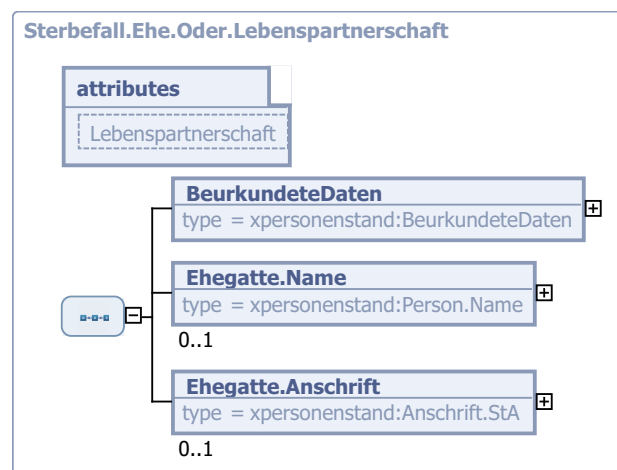 Sterbefall.Ehe.Oder.Lebenspartnerschaft
attributes
Lebenspartnerschaft
BeurkundeteDaten
type = xpersonenstand:BeurkundeteDaten
Ehegatte.Name
type = xpersonenstand:Person.Name
0..1
Ehegatte.Anschrift
type = xpersonenstand:Anschrift.StA
0..1